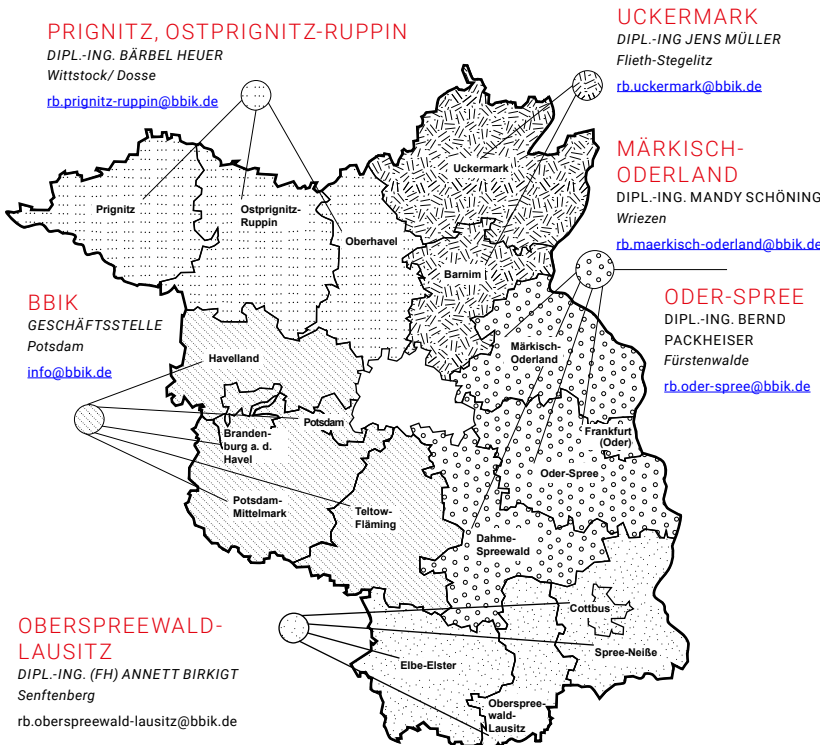 PRIGNITZ, OSTPRIGNITZ-RUPPIN
DIPL.-ING. BÄRBEL HEUER
Wittstock/ Dosse
rb.prignitz-ruppin@bbik.de
UCKERMARK
DIPL.-ING JENS MÜLLER
Flieth-Stegelitz
rb.uckermark@bbik.de
MÄRKISCH-
ODERLAND
DIPL.-ING. MANDY SCHÖNING
Wriezen
rb.maerkisch-oderland@bbik.de
ODER-SPREE
DIPL.-ING. BERND
PACKHEISER
Fürstenwalde
rb.oder-spree@bbik.de
BBIK
GESCHÄFTSSTELLE
Potsdam
info@bbik.de
OBERSPREEWALD-
LAUSITZ
DIPL.-ING. (FH) ANNETT BIRKIGT
Senftenberg
rb.oberspreewald-lausitz@bbik.de
Prignitz
Ostprignitz-
Ruppin
Oberhavel
Uckermark
Barnim
Märkisch-
Oderland
Havelland
Potsdam
Branden-
burg a. d.
Havel
Potsdam-
Mittelmark
Teltow-
Fläming
Frankfurt
(Oder)
Oder-Spree
Dahme-
Spreewald
Cottbus
Spree-Neiße
Elbe-Elster
Oberspree-
wald-
Lausitz